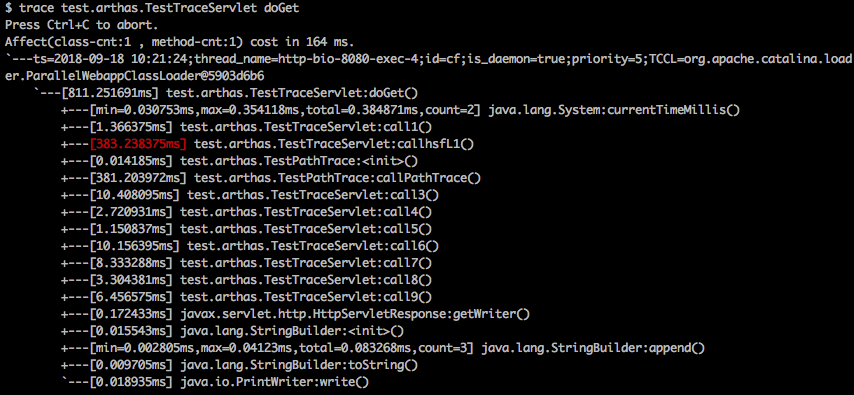 $ trace test.arthas.TestTraceServlet doGet
Press Ctrl+C to abort.
Affect(class-cnt:1 , method-cnt:1) cost in 164 ms.
`---ts=2018-09-18 10:21:24;thread_name=http-bio-8080-exec-4;id=cf;is_daemon=true;priority=5;TCCL=org.apache.catalina.load
er.ParallelWebappClassLoader@5903d6b6
`---[811.251691ms] test.arthas.TestTraceServlet:doGet()
+---[min=0.030753ms,max=0.354118ms,total=0.384871ms,count=2] java.lang.System:currentTimeMillis()
+---[1.366375ms] test.arthas.TestTraceServlet:call1()
+---[383.238375ms] test.arthas.TestTraceServlet:callhsfL1()
+---[0.014185ms] test.arthas.TestPathTrace:<init>()
+---[381.203972ms] test.arthas.TestPathTrace:callPathTrace()
+---[10.408095ms] test.arthas.TestTraceServlet:call3()
+---[2.720931ms] test.arthas.TestTraceServlet:call4()
+---[1.150837ms] test.arthas.TestTraceServlet:call5()
+---[10.156395ms] test.arthas.TestTraceServlet:call6()
+---[8.333288ms] test.arthas.TestTraceServlet:call7()
+---[3.304381ms] test.arthas.TestTraceServlet:call8()
+---[6.456575ms] test.arthas.TestTraceServlet:call9()
+---[0.172433ms] javax.servlet.http.HttpServletResponse:getWriter()
+---[0.015543ms] java.lang.StringBuilder:<init>()
+---[min=0.002805ms,max=0.04123ms,total=0.083268ms,count=3] java.lang.StringBuilder:append()
+---[0.009705ms] java.lang.StringBuilder:toString()
`---[0.018935ms] java.io.PrintWriter:write()